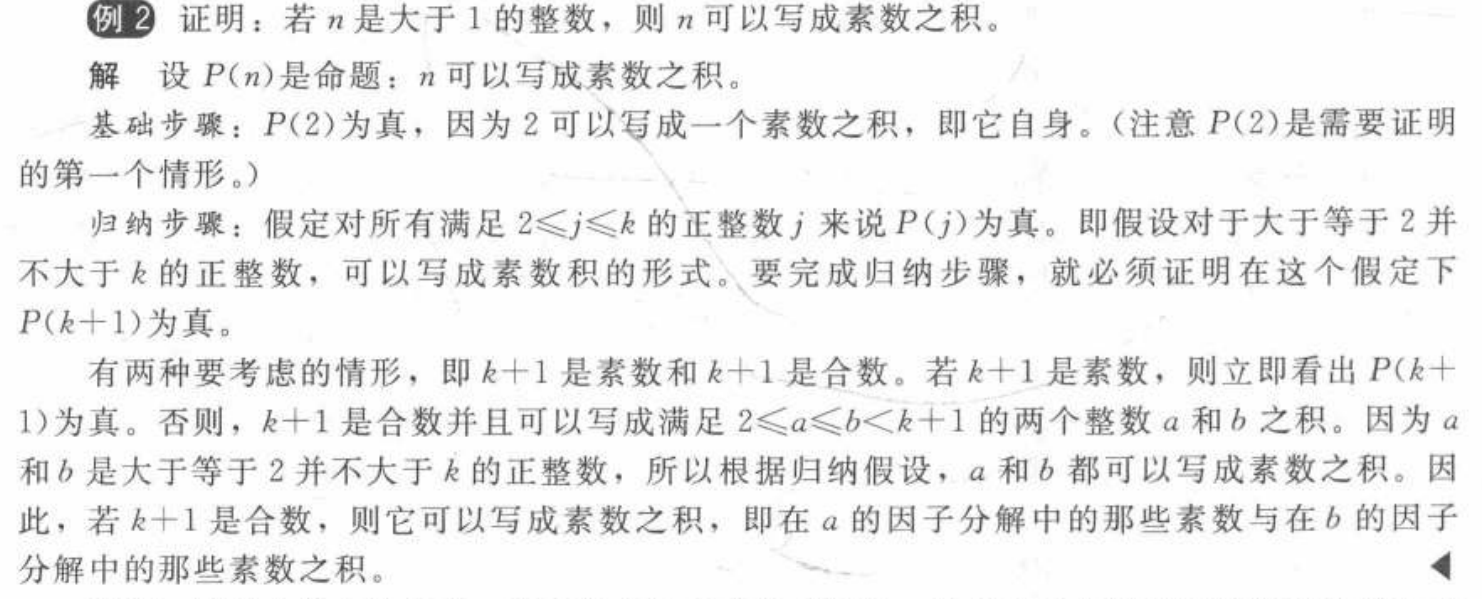 例2 证明：若 n 是大于 1 的整数，则 n 可以写成素数之积。
解 设 P(n)是命题：n 可以写成素数之积。
基础步骤：P(2)为真，因为 2 可以写成一个素数之积，即它自身。（注意 P(2)是需要证明
的第一个情形。）
归纳步骤：假定对所有满足 2≤j≤k 的正整数 j 来说 P(j)为真。即假设对于大于等于 2 并
不大于 k 的正整数，可以写成素数积的形式。要完成归纳步骤，就必须证明在这个假定下
P(k+1)为真。
有两种要考虑的情形，即 k+1 是素数和 k+1 是合数。若 k+1 是素数，则立即看出 P(k+
1)为真。否则，k+1 是合数并且可以写成满足 2≤a≤b<k+1 的两个整数 a 和 b 之积。因为 a
和 b 是大于等于 2 并不大于 k 的正整数，所以根据归纳假设，a 和 b 都可以写成素数之积。因
此，若 k+1 是合数，则它可以写成素数之积，即在 a 的因子分解中的那些素数与在 b 的因子
分解中的那些素数之积。